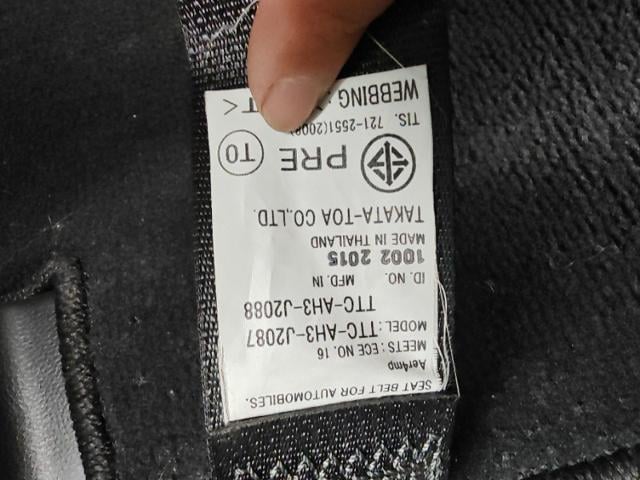 SEAT BELT FOR AUTOMOBILES.
AerAmp
MEETS: ECE NO. 16
MODEL: TTC-AH3-J2087
TTC-AH3-J2088
ID. NO. MFD. IN
1002 2015
MADE IN THAILAND
TAKATA-TOA CO.,LTD.
PRE TO
TIS. 721-2551(2008)
WEBBING